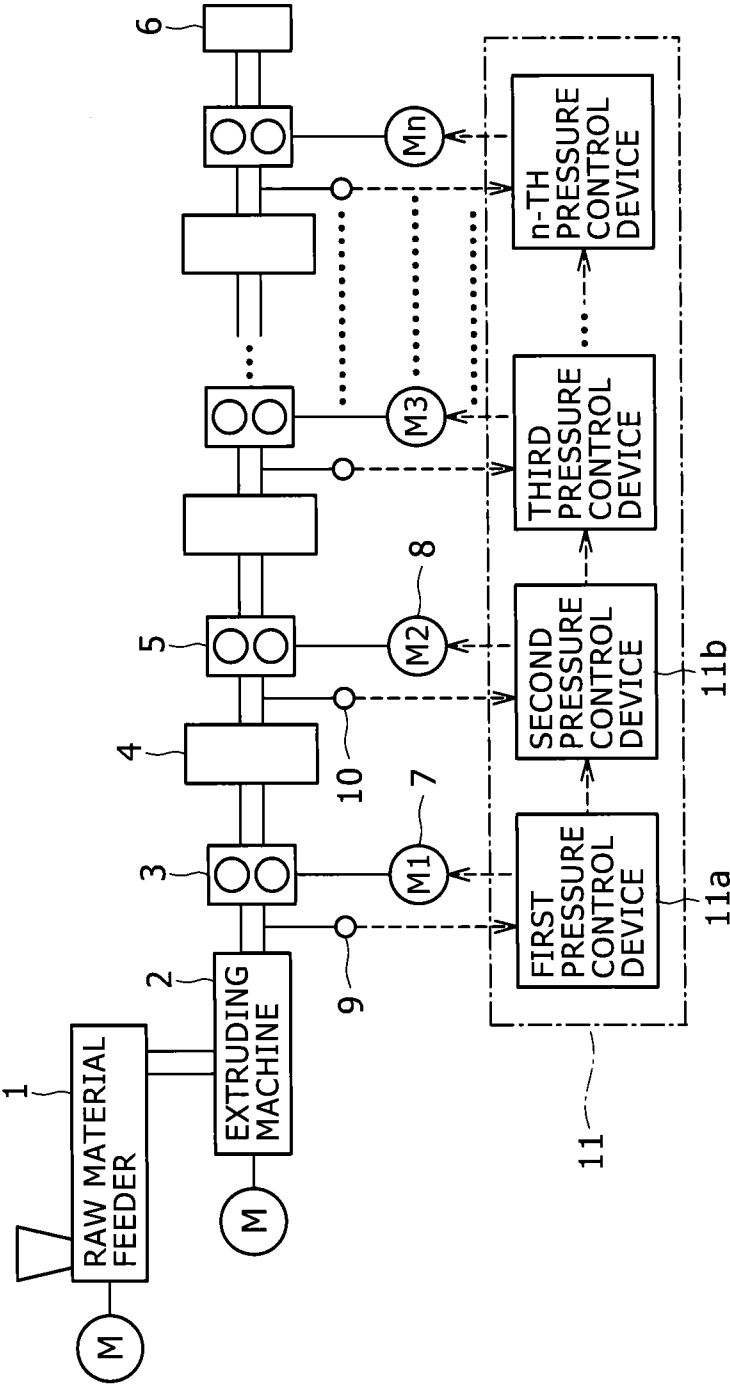 1
RAW MATERIAL
FEEDER
M
2
EXTRUDING
MACHINE
M
3
4
5
6
9
M1
7
10
M2
8
M3
Mn
FIRST
PRESSURE
CONTROL
DEVICE
11a
SECOND
PRESSURE
CONTROL
DEVICE
11b
THIRD
PRESSURE
CONTROL
DEVICE
n-TH
PRESSURE
CONTROL
DEVICE
11